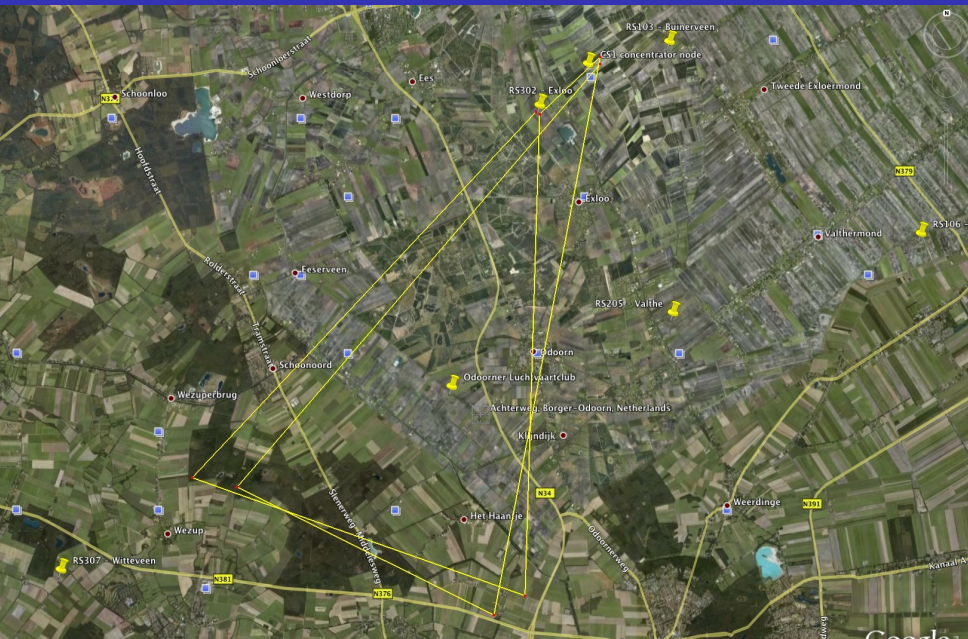 N
RS103 - Buinerveen
CS1 concentrator node
Schoonloerstraat
Ees
Tweede Exloermond
RS302 - Exloo
Westdorp
Schoonloo
Hoofdstraat
N379
Exloo
RS106 -
Valthermond
Rolderstraat
Eeserveen
RS205 - Valthe
Tramstraat
Odoorn
Schoonoord
Odoorner Luchtvaartclub
Wezuperbrug
Achterweg, Borger-Odoorn, Netherlands
Klijndijk
N34
Slenerweg
Weerdinge
N391
Het Haantje
Wezup
Odoornerweg
Middenesweg
RS307 - Witteveen
Kanaal A
N381
N376
Google